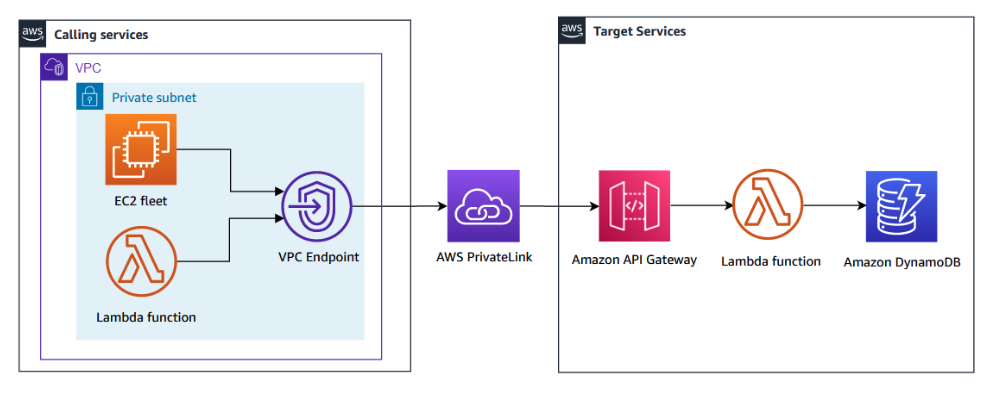 aws
Calling services
aws
Target Services
VPC
Private subnet
EC2 fleet
Lambda function
VPC Endpoint
AWS PrivateLink
Amazon API Gateway
</>
Lambda function
Amazon DynamoDB